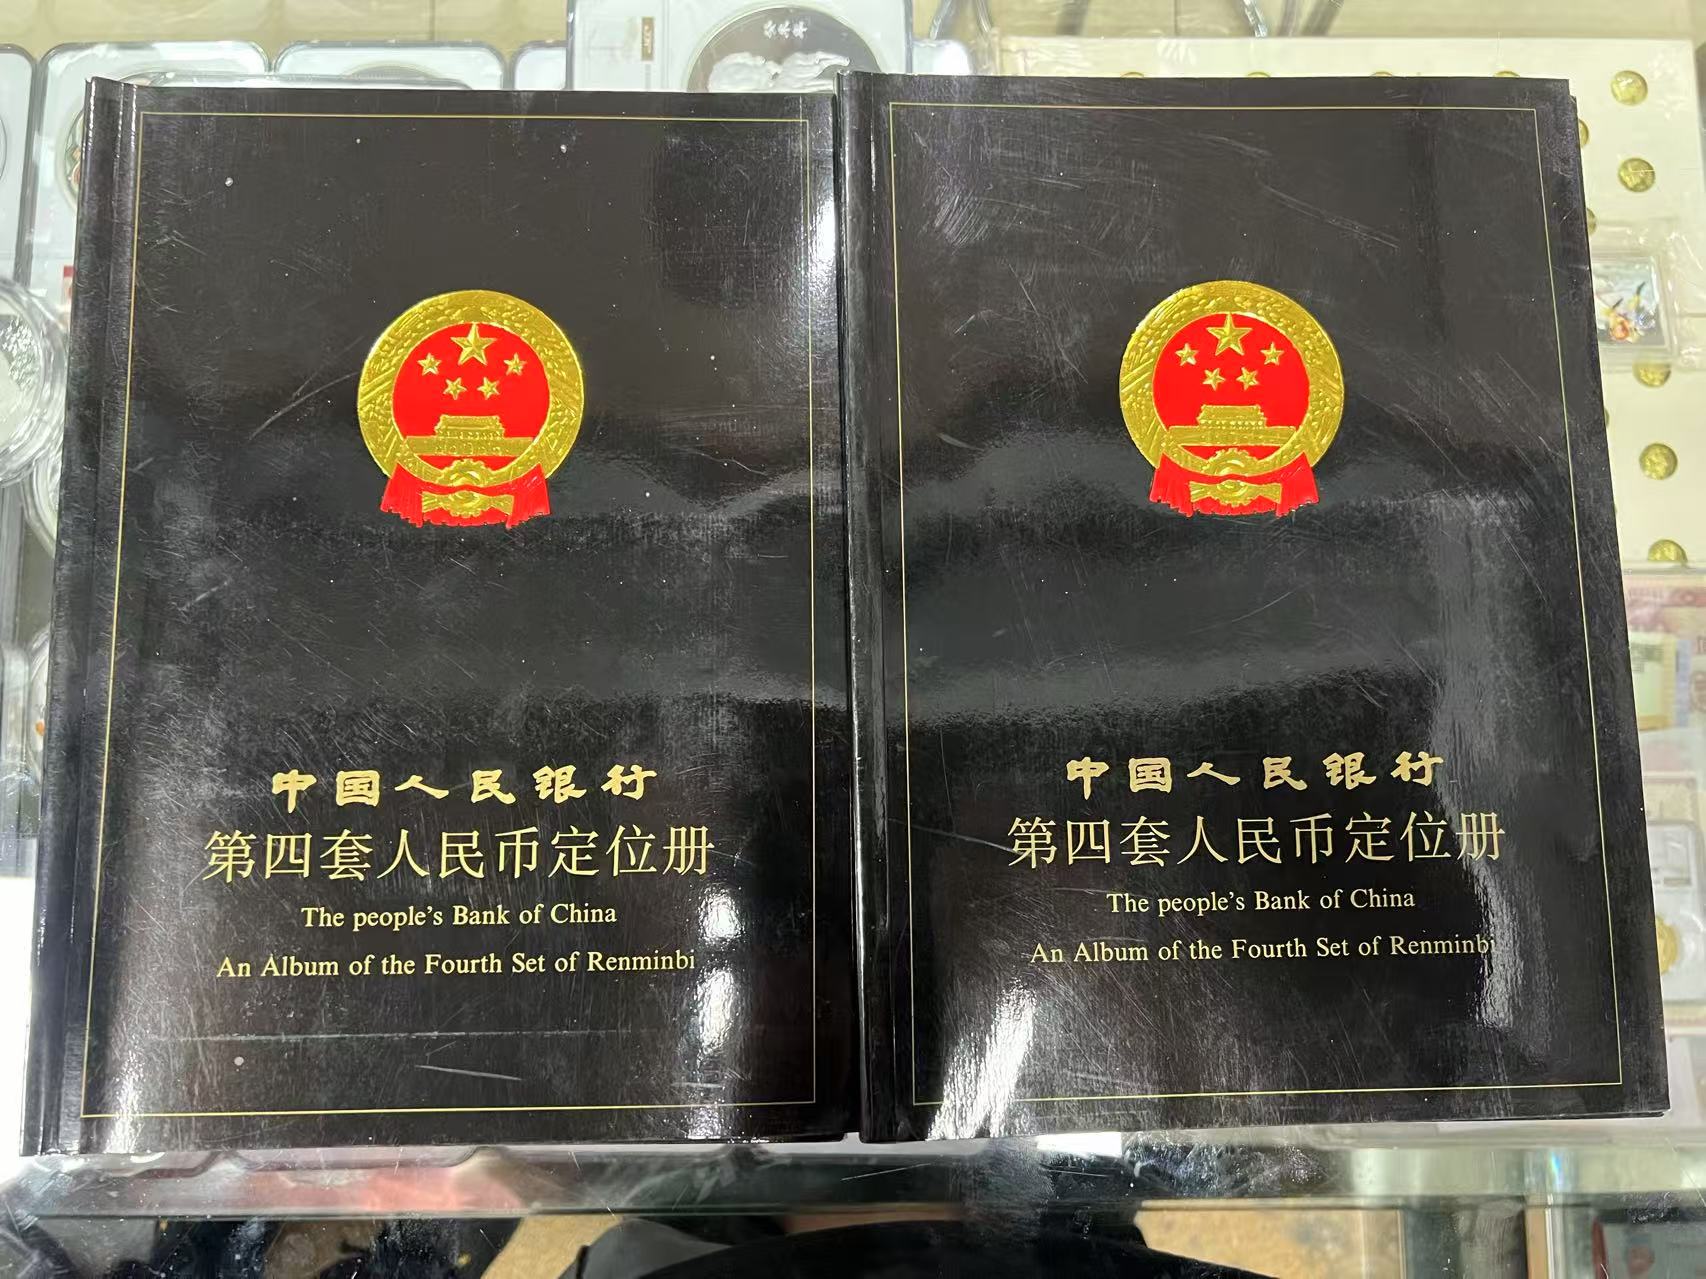 中国人民银行
第四套人民币定位册
The people's Bank of China
An Album of the Fourth Set of Renminbi
中国人民银行
第四套人民币定位册
The people's Bank of China
An Album of the Fourth Set of Renminbi